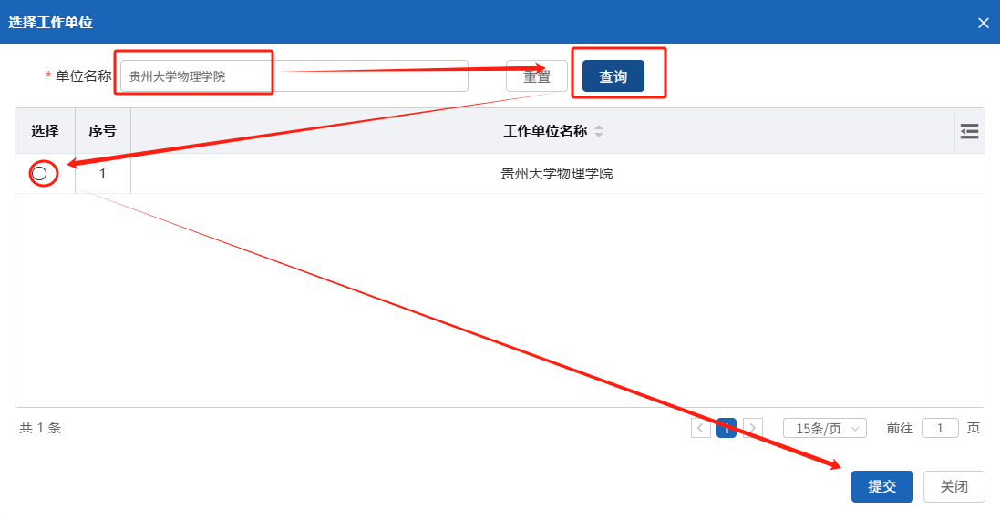 选择工作单位
* 单位名称 贵州大学物理学院 重置 查询
选择 序号 工作单位名称
1 贵州大学物理学院
共 1 条 1 15条/页 前往 1 页
提交 关闭